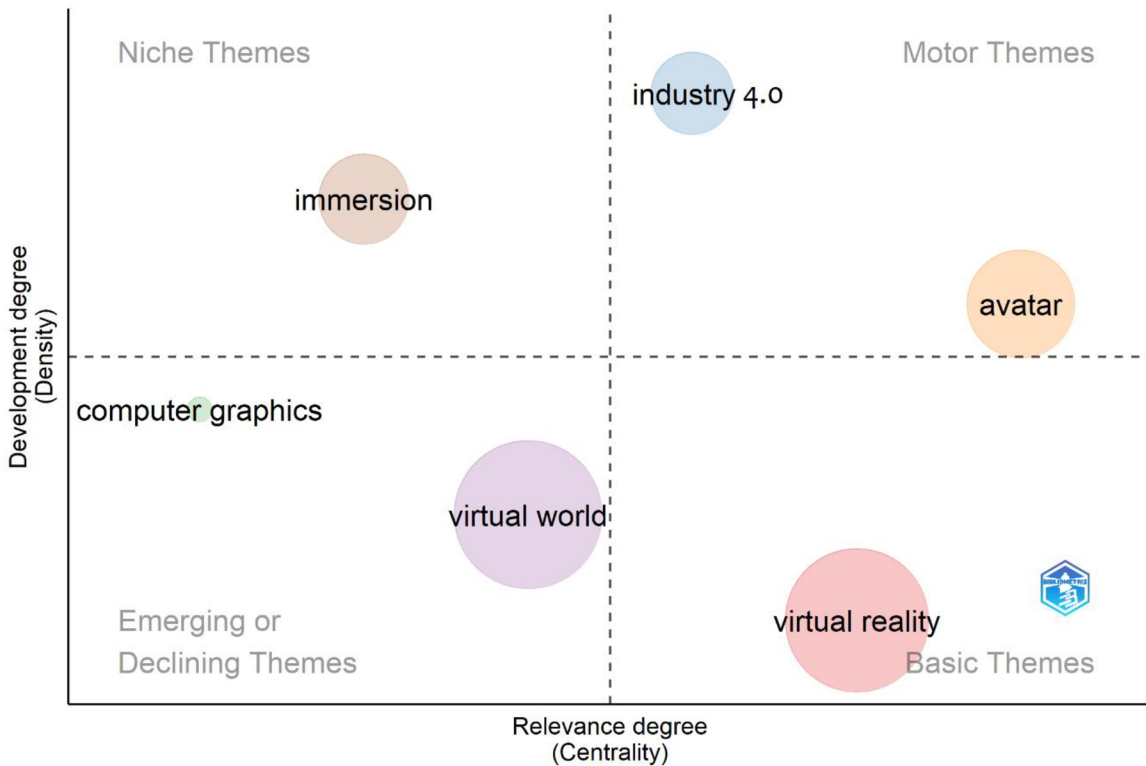 Niche Themes
Motor Themes
industry 4.0
immersion
avatar
computer graphics
virtual world
virtual reality
Emerging or
Declining Themes
Basic Themes
BIBLIOMETRIX
Development degree
(Density)
Relevance degree
(Centrality)